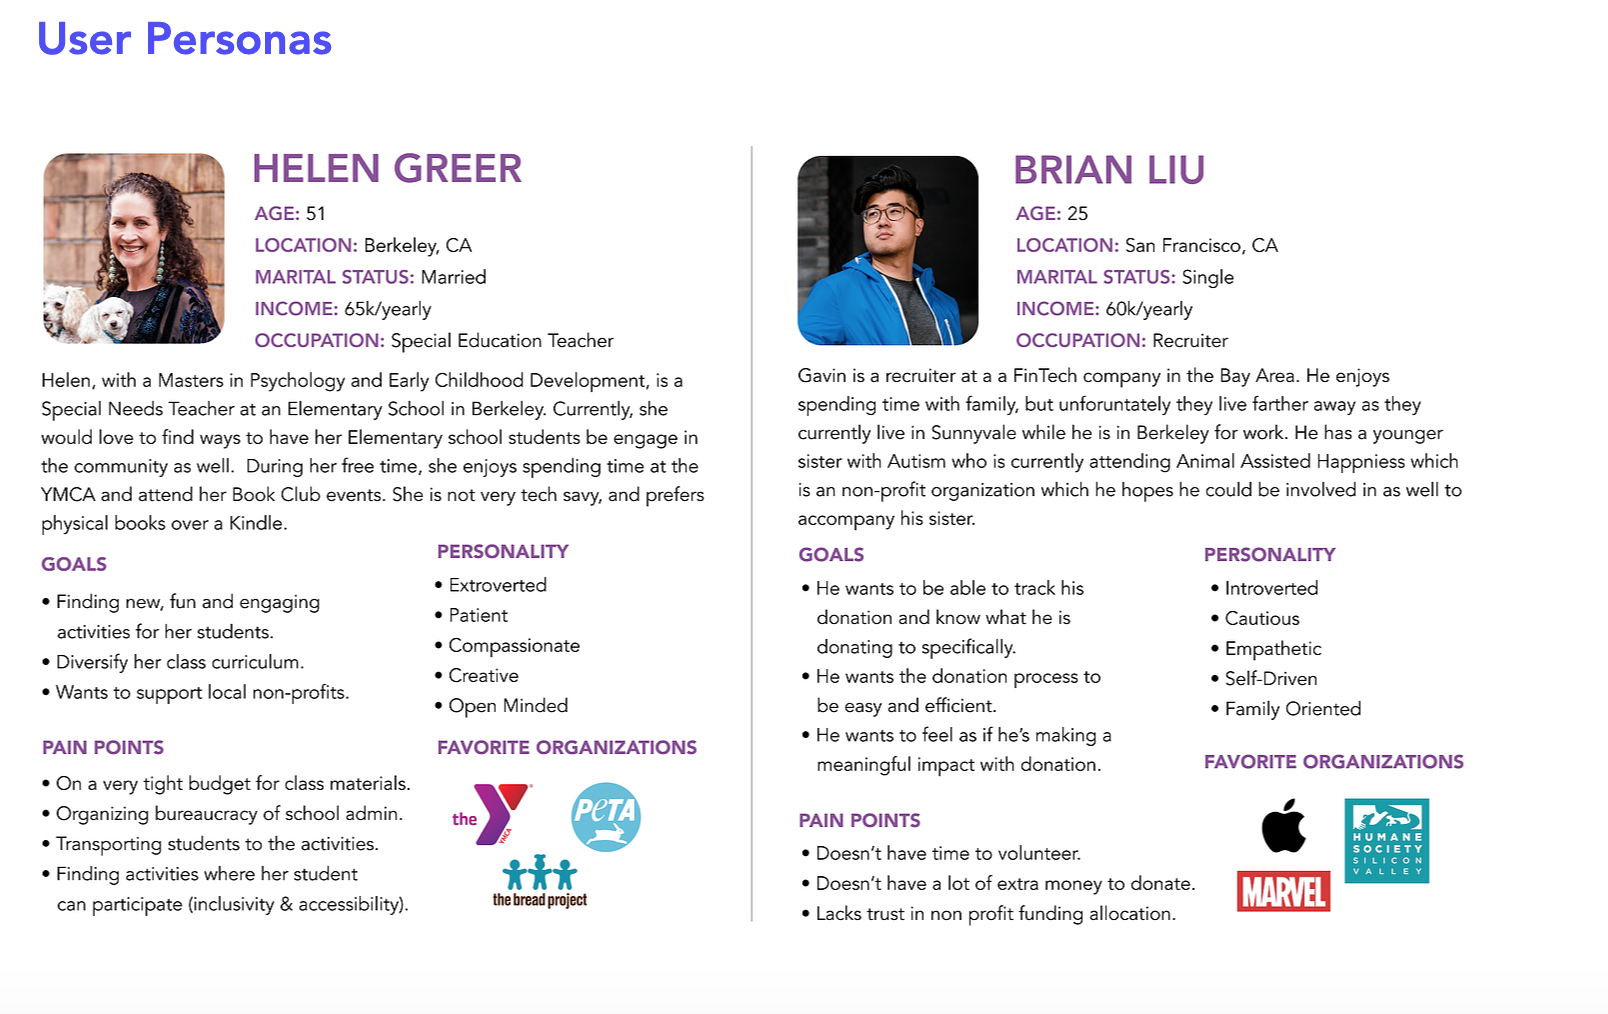 User Personas
HELEN GREER
AGE: 51
LOCATION: Berkeley, CA
MARITAL STATUS: Married
INCOME: 65k/yearly
OCCUPATION: Special Education Teacher
Helen, with a Masters in Psychology and Early Childhood Development, is a
Special Needs Teacher at an Elementary School in Berkeley. Currently, she
would love to find ways to have her Elementary school students be engage in
the community as well.  During her free time, she enjoys spending time at the
YMCA and attend her Book Club events. She is not very tech savy, and prefers
physical books over a Kindle.
GOALS
• Finding new, fun and engaging
activities for her students.
• Diversify her class curriculum.
• Wants to support local non-profits.
PERSONALITY
• Extroverted
• Patient
• Compassionate
• Creative
• Open Minded
PAIN POINTS
• On a very tight budget for class materials.
• Organizing bureaucracy of school admin.
• Transporting students to the activities.
• Finding activities where her student
can participate (inclusivity & accessibility).
FAVORITE ORGANIZATIONS
the Y
YMCA
PeTA
the bread project
BRIAN LIU
AGE: 25
LOCATION: San Francisco, CA
MARITAL STATUS: Single
INCOME: 60k/yearly
OCCUPATION: Recruiter
Gavin is a recruiter at a a FinTech company in the Bay Area. He enjoys
spending time with family, but unforuntately they live farther away as they
currently live in Sunnyvale while he is in Berkeley for work. He has a younger
sister with Autism who is currently attending Animal Assisted Happniess which
is an non-profit organization which he hopes he could be involved in as well to
accompany his sister.
GOALS
• He wants to be able to track his
donation and know what he is
donating to specifically.
• He wants the donation process to
be easy and efficient.
• He wants to feel as if he's making a
meaningful impact with donation.
PERSONALITY
• Introverted
• Cautious
• Empathetic
• Self-Driven
• Family Oriented
PAIN POINTS
• Doesn't have time to volunteer.
• Doesn't have a lot of extra money to donate.
• Lacks trust in non profit funding allocation.
FAVORITE ORGANIZATIONS
HUMANE
SOCIETY
SILICON
VALLEY
MARVEL